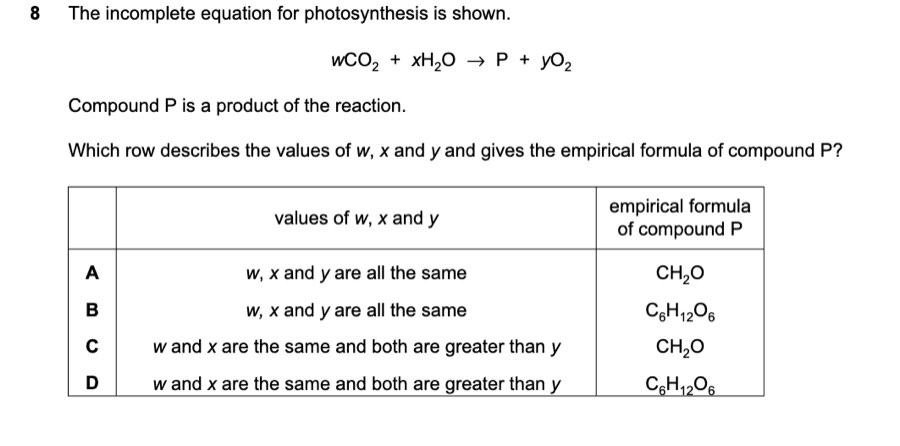 8 The incomplete equation for photosynthesis is shown.
wCO₂ + xH₂O → P + yO₂
Compound P is a product of the reaction.
Which row describes the values of w, x and y and gives the empirical formula of compound P?
values of w, x and y
empirical formula
of compound P
A w, x and y are all the same CH₂O
B w, x and y are all the same C₆H₁₂O₆
C w and x are the same and both are greater than y CH₂O
D w and x are the same and both are greater than y C₆H₁₂O₆